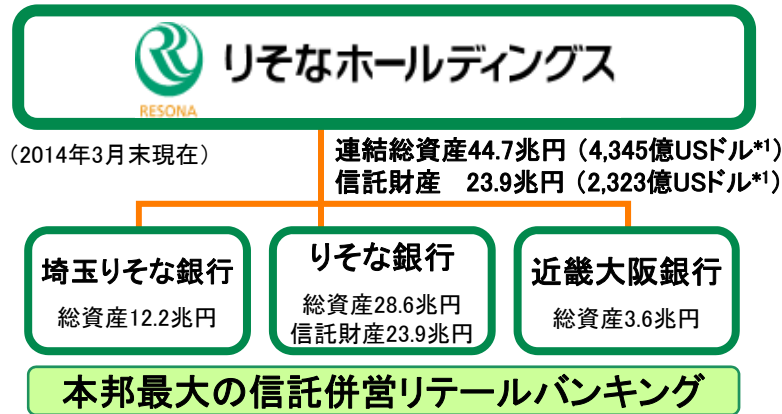 りそなホールディングス
RESONA
(2014年3月末現在)
連結総資産44.7兆円 (4,345億USドル*1)
信託財産　23.9兆円 (2,323億USドル*1)
埼玉りそな銀行
総資産12.2兆円
りそな銀行
総資産28.6兆円
信託財産23.9兆円
近畿大阪銀行
総資産3.6兆円
本邦最大の信託併営リテールバンキング